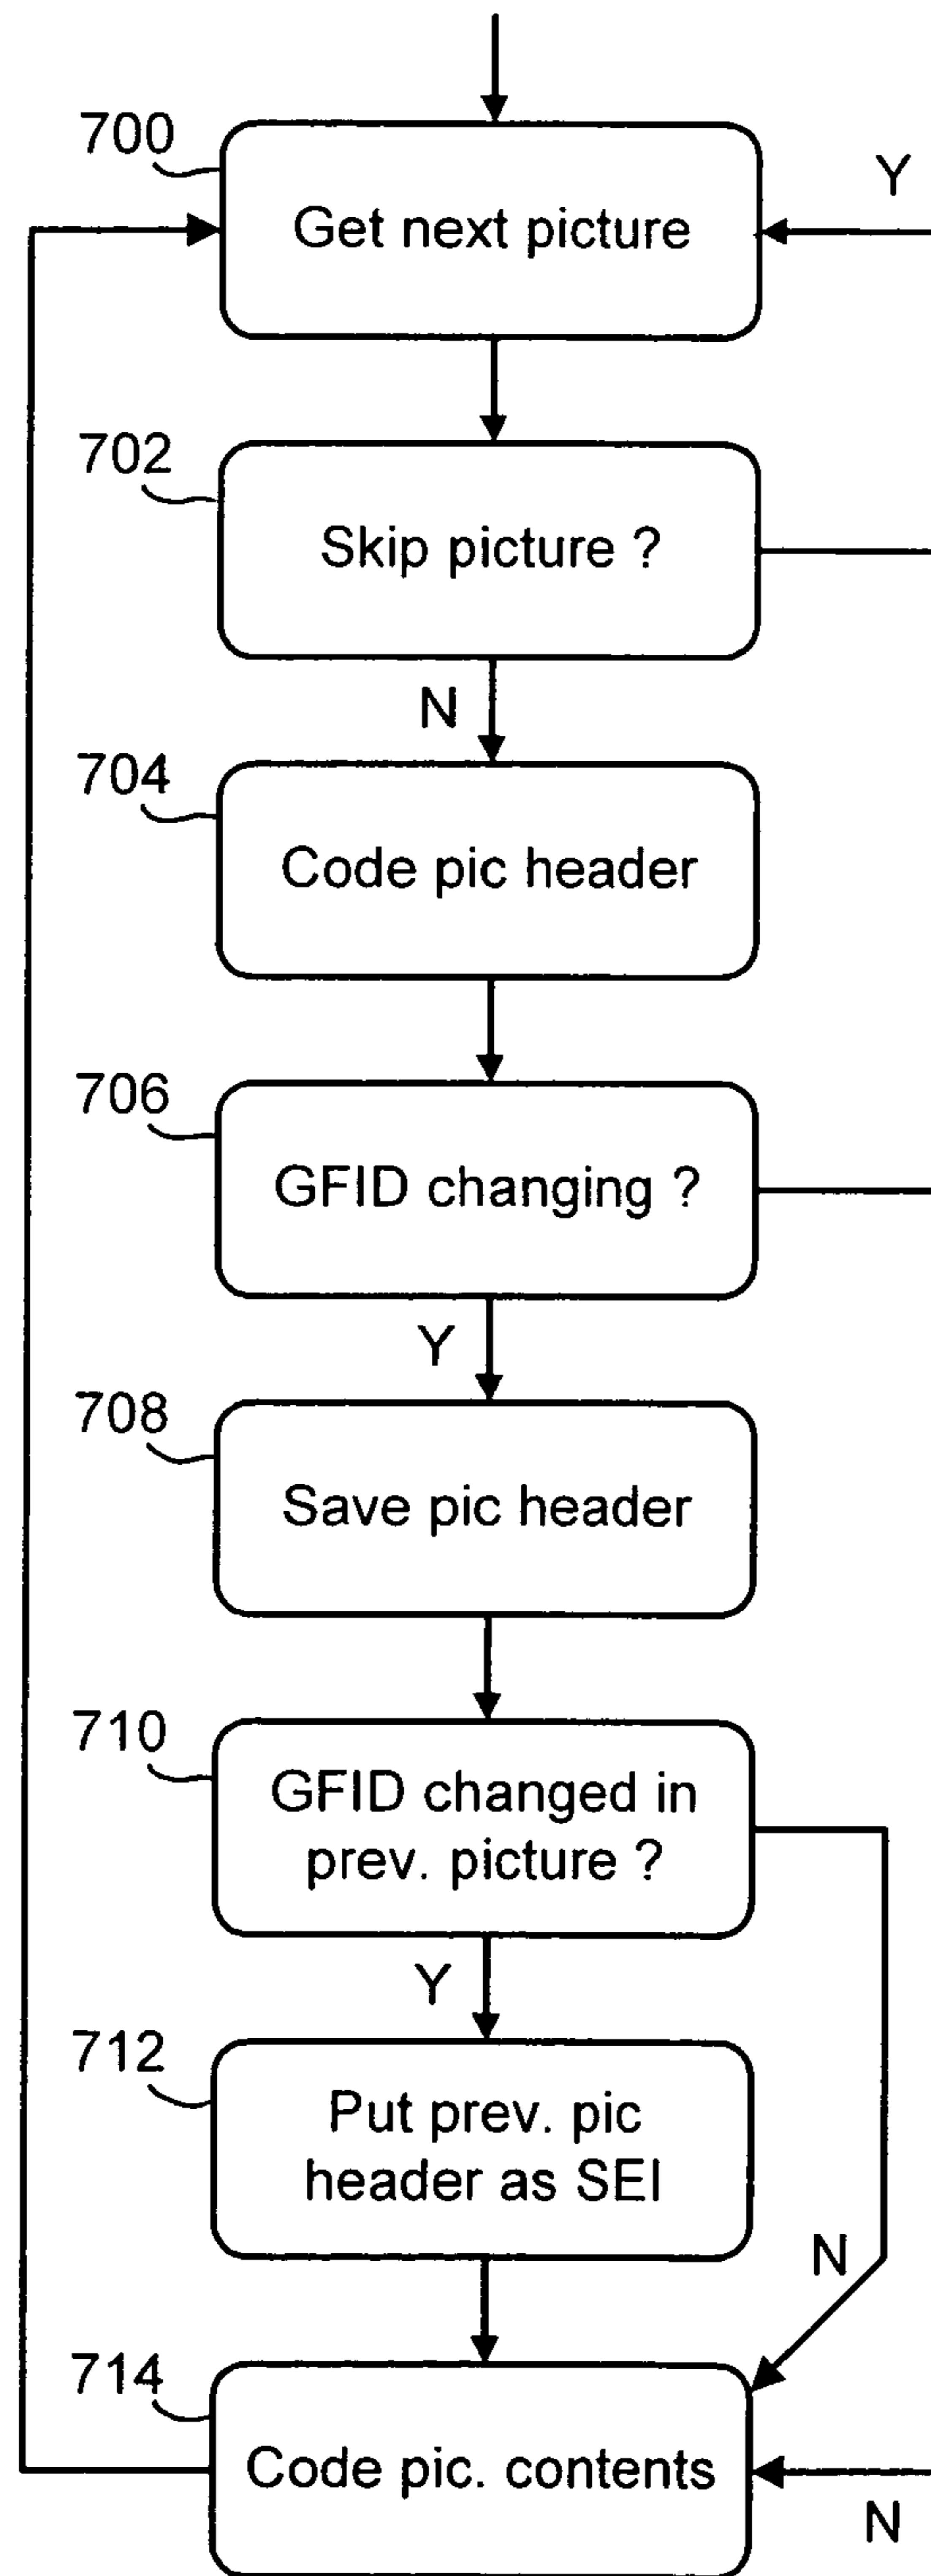 700
Get next picture
Y
702
Skip picture ?
N
704
Code pic header
706
GFID changing ?
Y
708
Save pic header
710
GFID changed in
prev. picture ?
Y
712
Put prev. pic
header as SEI
N
714
Code pic. contents
N